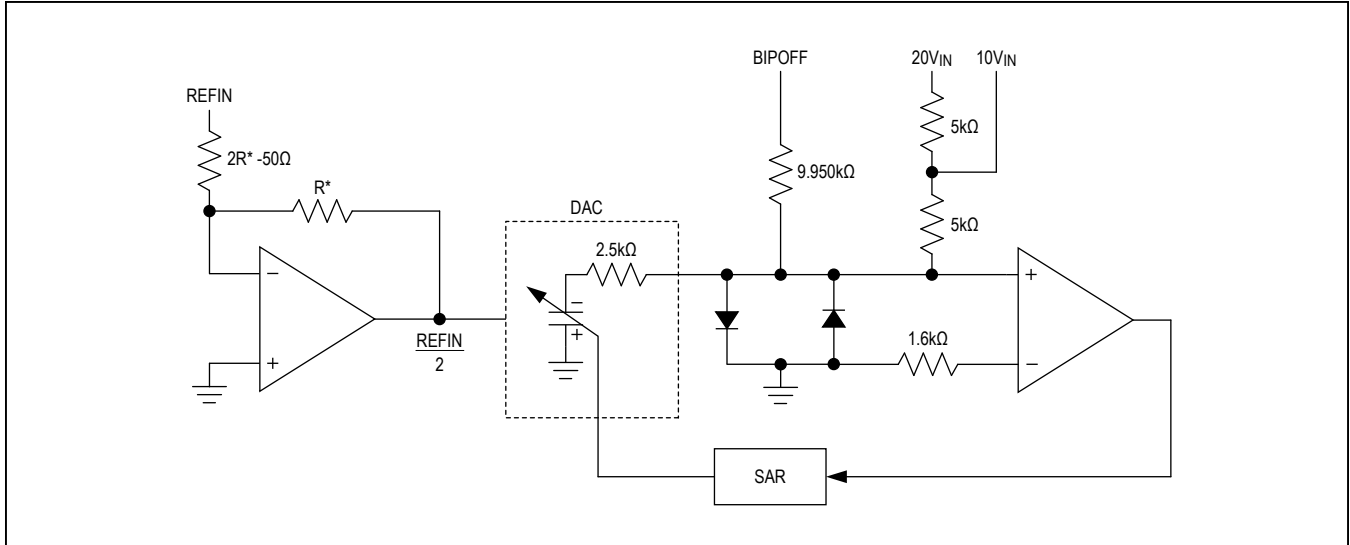 BIPOFF
20VIN
10VIN
REFIN
5kΩ
2R* -50Ω
9.950kΩ
R*
5kΩ
DAC
2.5kΩ
−
+
−
+
+
−
1.6kΩ
REFIN
2
SAR